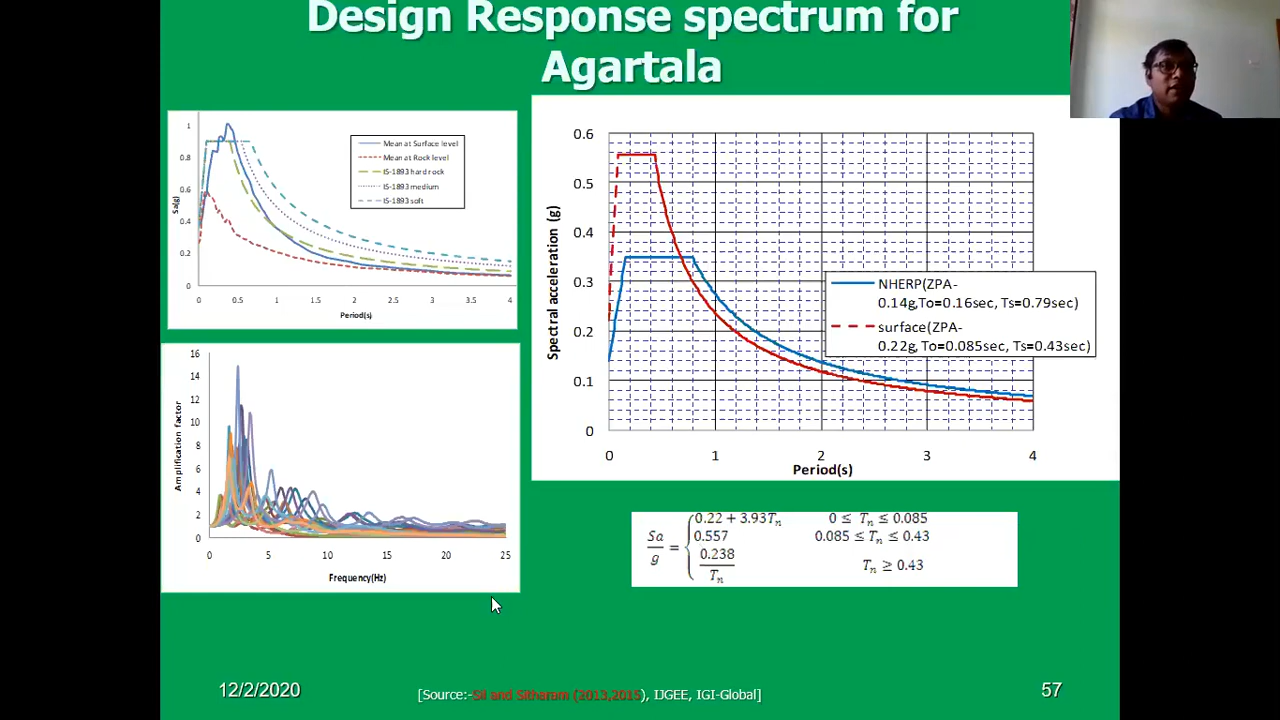 Design Response spectrum for
Agartala
1
0.8
0.6
0.4
0.2
0
Sa(g)
Mean at Surface level
Mean at Rock level
IS-1893 hard rock
IS-1893 medium
IS-1893 soft
0 0.5 1 1.5 2 2.5 3 3.5 4
Period(s)
16
14
12
10
8
6
4
2
0
Amplification factor
0 5 10 15 20 25
Frequency(Hz)
0.6
0.5
0.4
0.3
0.2
0.1
0
Spectral acceleration (g)
NHERP(ZPA-
0.14g,To=0.16sec, Ts=0.79sec)
surface(ZPA-
0.22g,To=0.085sec, Ts=0.43sec)
0 1 2 3 4
Period(s)
Sa/g =
0.22 + 3.93Tn 0 ≤ Tn ≤ 0.085
0.557 0.085 ≤ Tn ≤ 0.43
0.238/Tn Tn ≥ 0.43
12/2/2020
[Source:-Sil and Sitharam (2013,2015), IJGEE, IGI-Global]
57